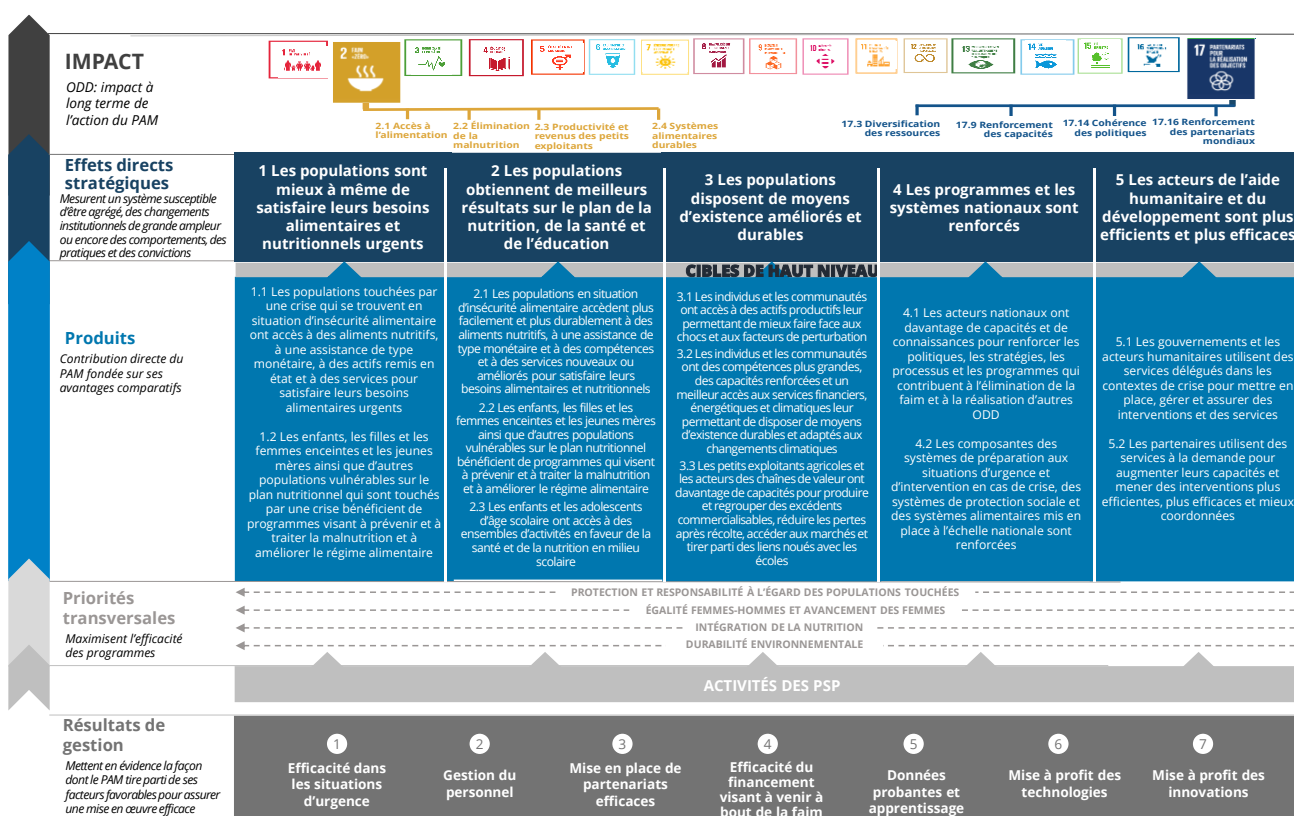 IMPACT
ODD: impact à
long terme de
l'action du PAM
2
17 PARTENARIATS
POUR
LA RÉALISATION
DES OBJECTIFS
2.1 Accès à
l'alimentation
2.2 Élimination
de la
malnutrition
2.3 Productivité et
revenus des petits
exploitants
2.4 Systèmes
alimentaires
durables
17.3 Diversification
des ressources
17.9 Renforcement
des capacités
17.14 Cohérence
des politiques
17.16 Renforcement
des partenariats
mondiaux
Effets directs
stratégiques
Mesurent un système susceptible
d'être agrégé, des changements
institutionnels de grande ampleur
ou encore des comportements, des
pratiques et des convictions
1 Les populations sont
mieux à même de
satisfaire leurs besoins
alimentaires et
nutritionnels urgents
2 Les populations
obtiennent de meilleurs
résultats sur le plan de la
nutrition, de la santé et
de l'éducation
3 Les populations
disposent de moyens
d'existence améliorés et
durables
4 Les programmes et les
systèmes nationaux sont
renforcés
5 Les acteurs de l'aide
humanitaire et du
développement sont plus
efficients et plus efficaces
CIBLES DE HAUT NIVEAU
Produits
Contribution directe du
PAM fondée sur ses
avantages comparatifs
1.1 Les populations touchées par
une crise qui se trouvent en
situation d'insécurité alimentaire
ont accès à des aliments nutritifs,
à une assistance de type
monétaire, à des actifs remis en
état et à des services pour
satisfaire leurs besoins
alimentaires urgents
1.2 Les enfants, les filles et les
femmes enceintes et les jeunes
mères ainsi que d'autres
populations vulnérables sur le
plan nutritionnel qui sont touchés
par une crise bénéficient de
programmes visant à prévenir et à
traiter la malnutrition et à
améliorer le régime alimentaire
2.1 Les populations en situation
d'insécurité alimentaire accèdent plus
facilement et plus durablement à des
aliments nutritifs, à une assistance de
type monétaire et à des compétences
et à des services nouveaux ou
améliorés pour satisfaire leurs
besoins alimentaires et nutritionnels
2.2 Les enfants, les filles et les
femmes enceintes et les jeunes mères
ainsi que d'autres populations
vulnérables sur le plan nutritionnel
bénéficient de programmes qui visent
à prévenir et à traiter la malnutrition
et à améliorer le régime alimentaire
2.3 Les enfants et les adolescents
d'âge scolaire ont accès à des
ensembles d'activités en faveur de la
santé et de la nutrition en milieu
scolaire
3.1 Les individus et les communautés
ont accès à des actifs productifs leur
permettant de mieux faire face aux
chocs et aux facteurs de perturbation
3.2 Les individus et les communautés
ont des compétences plus grandes,
des capacités renforcées et un
meilleur accès aux services financiers,
énergétiques et climatiques leur
permettant de disposer de moyens
d'existence durables et adaptés aux
changements climatiques
3.3 Les petits exploitants agricoles et
les acteurs des chaînes de valeur ont
davantage de capacités pour produire
et regrouper des excédents
commercialisables, réduire les pertes
après récolte, accéder aux marchés et
tirer parti des liens noués avec les
écoles
4.1 Les acteurs nationaux ont
davantage de capacités et de
connaissances pour renforcer les
politiques, les stratégies, les
processus et les programmes qui
contribuent à l'élimination de la
faim et à la réalisation d'autres
ODD
4.2 Les composantes des
systèmes de préparation aux
situations d'urgence et
d'intervention en cas de crise, des
systèmes de protection sociale et
des systèmes alimentaires mis en
place à l'échelle nationale sont
renforcées
5.1 Les gouvernements et les
acteurs humanitaires utilisent des
services délégués dans les
contextes de crise pour mettre en
place, gérer et assurer des
interventions et des services
5.2 Les partenaires utilisent des
services à la demande pour
augmenter leurs capacités et
mener des interventions plus
efficientes, plus efficaces et mieux
coordonnées
Priorités
transversales
Maximisent l'efficacité
des programmes
PROTECTION ET RESPONSABILITÉ À L'ÉGARD DES POPULATIONS TOUCHÉES
ÉGALITÉ FEMMES-HOMMES ET AVANCEMENT DES FEMMES
INTÉGRATION DE LA NUTRITION
DURABILITÉ ENVIRONNEMENTALE
ACTIVITÉS DES PSP
Résultats de
gestion
Mettent en évidence la façon
dont le PAM tire parti de ses
facteurs favorables pour assurer
une mise en œuvre efficace
1
Efficacité dans
les situations
d'urgence
2
Gestion du
personnel
3
Mise en place de
partenariats
efficaces
4
Efficacité du
financement
visant à venir à
bout de la faim
5
Données
probantes et
apprentissage
6
Mise à profit des
technologies
7
Mise à profit des
innovations